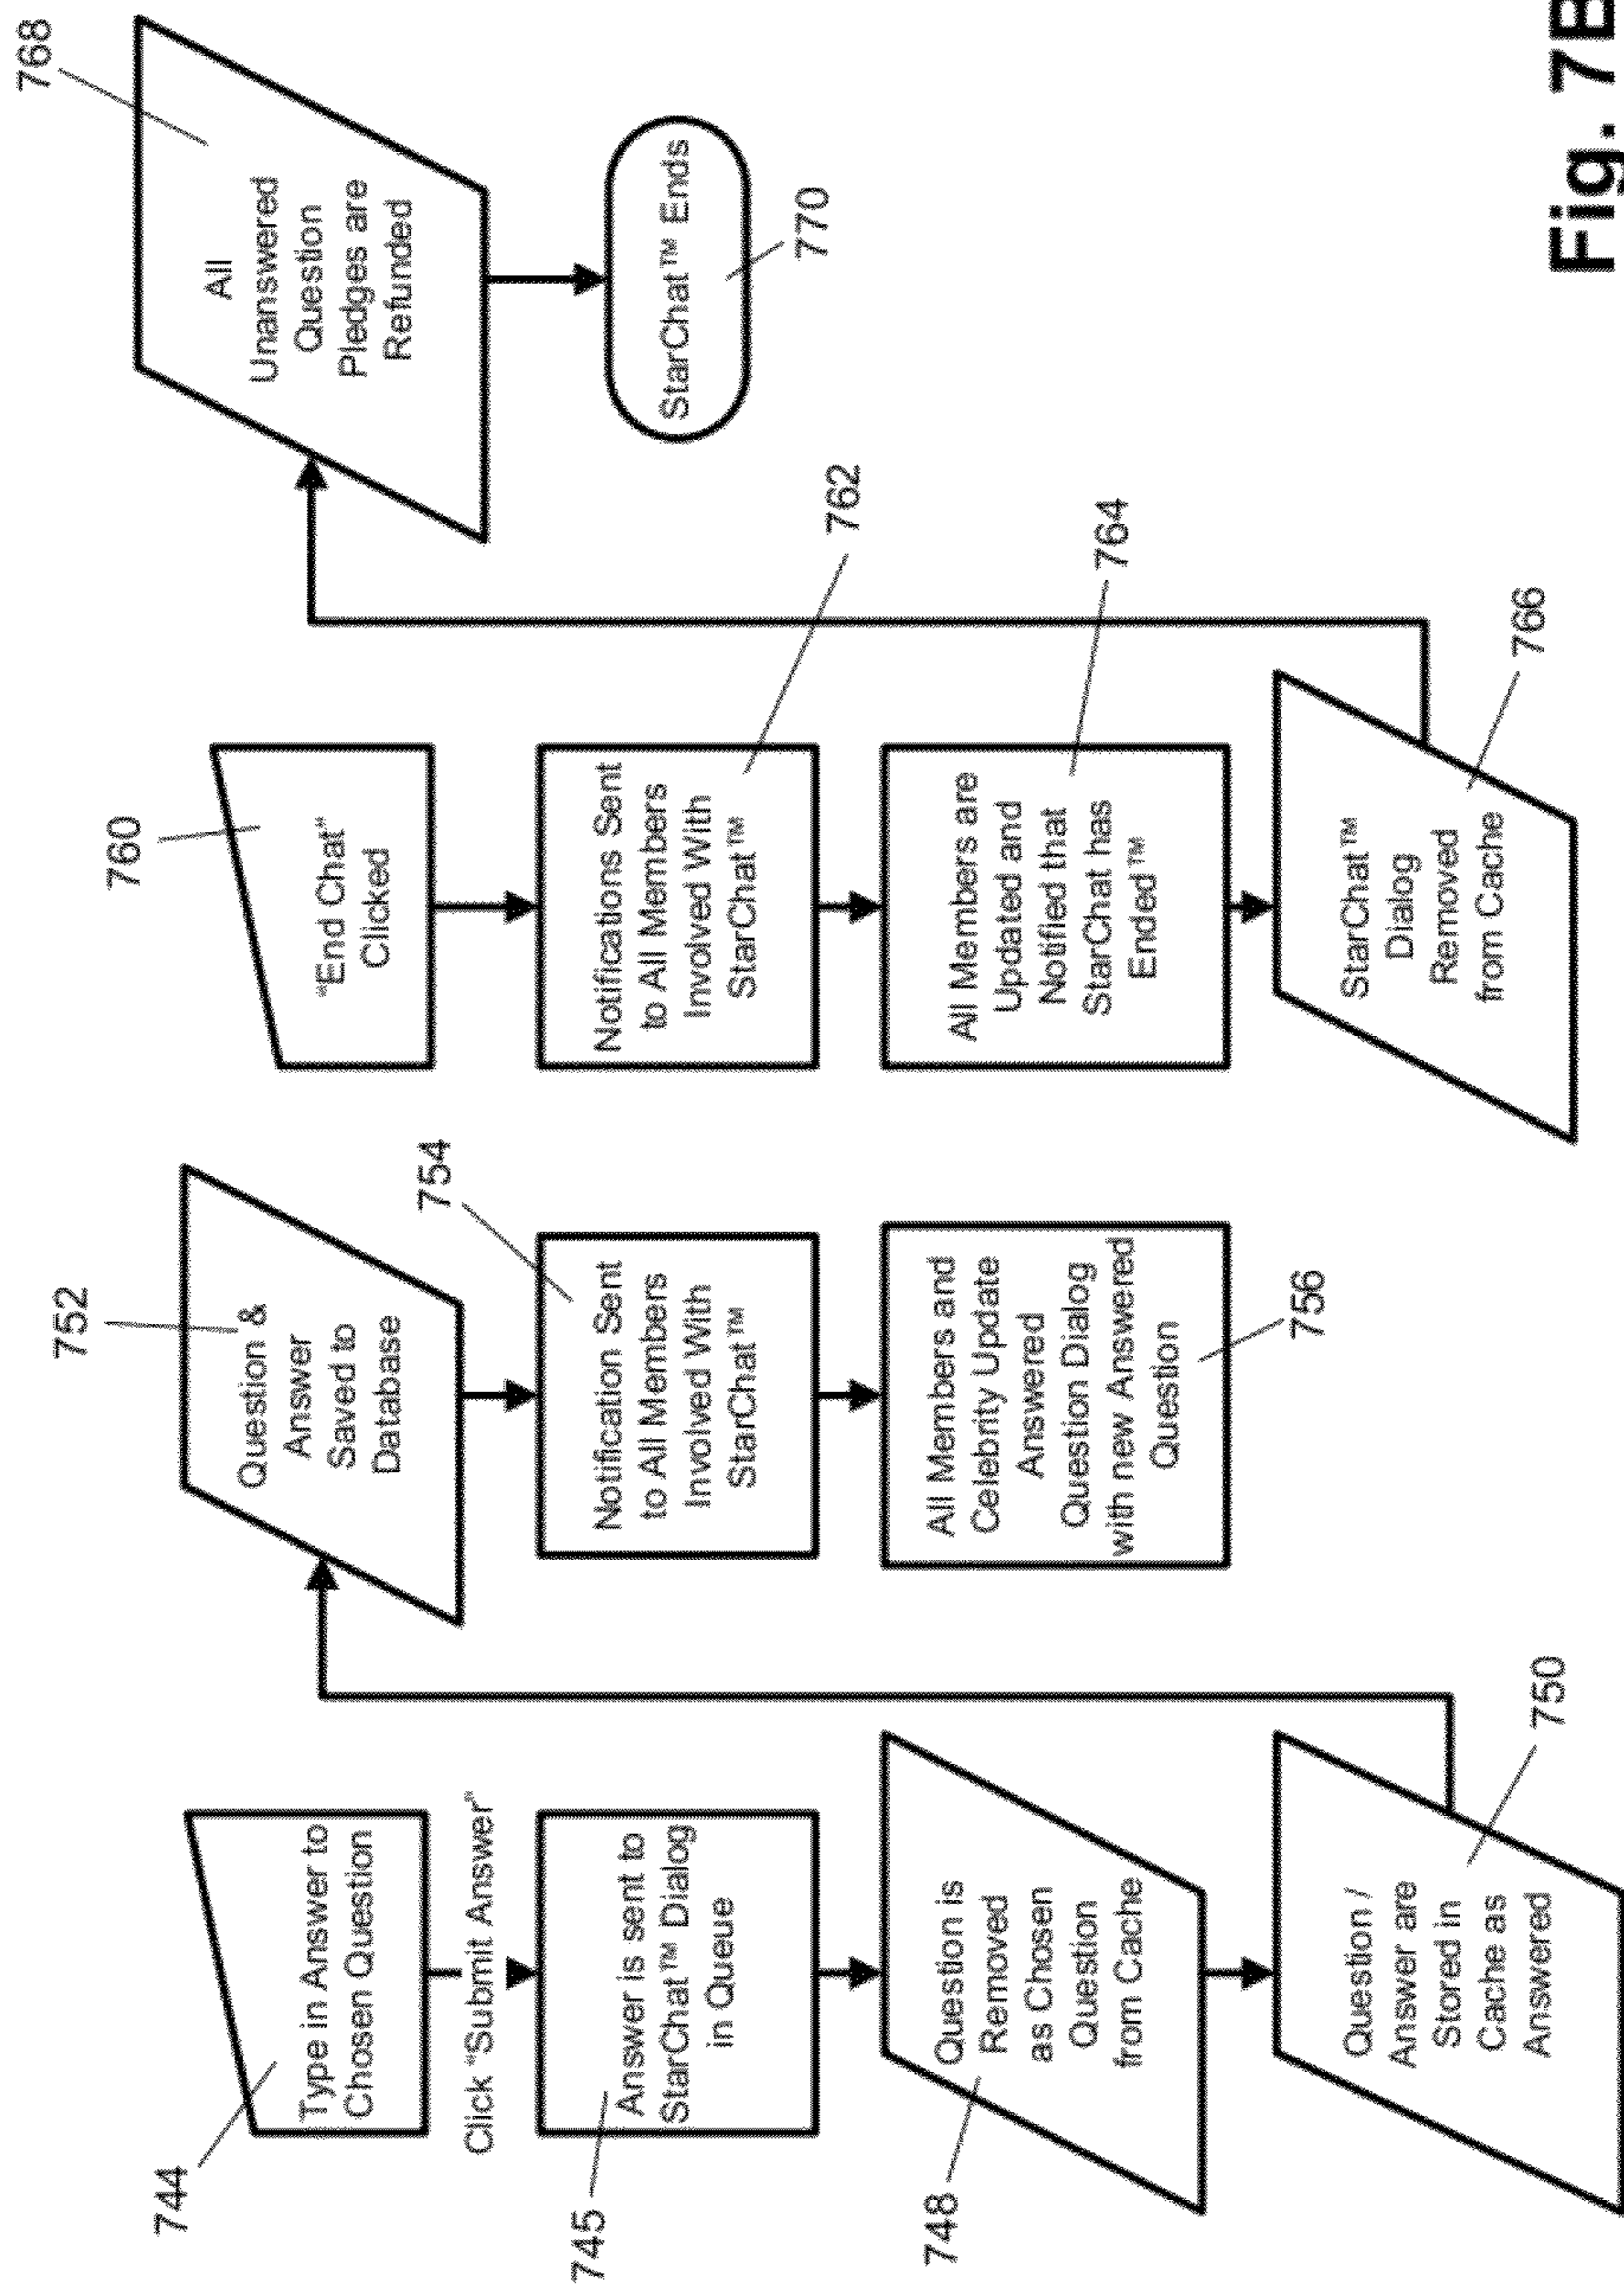 744
Type in Answer to
Chosen Question
Click "Submit Answer"
745
Answer is sent to
StarChat™ Dialog
in Queue
748
Question is
Removed
as Chosen
Question
from Cache
Question /
Answer are
Stored in
Cache as
Answered
750
752
Question &
Answer
Saved to
Database
754
Notification Sent
to All Members
Involved With
StarChat™
All Members and
Celebrity Update
Answered
Question Dialog
with new Answered
Question
756
760
"End Chat"
Clicked
Notifications Sent
to All Members
Involved With
StarChat™
762
All Members are
Updated and
Notified that
StarChat has
Ended™
764
StarChat™
Dialog
Removed
from Cache
766
768
All
Unanswered
Question
Pledges are
Refunded
StarChat™ Ends
770
Fig. 7B